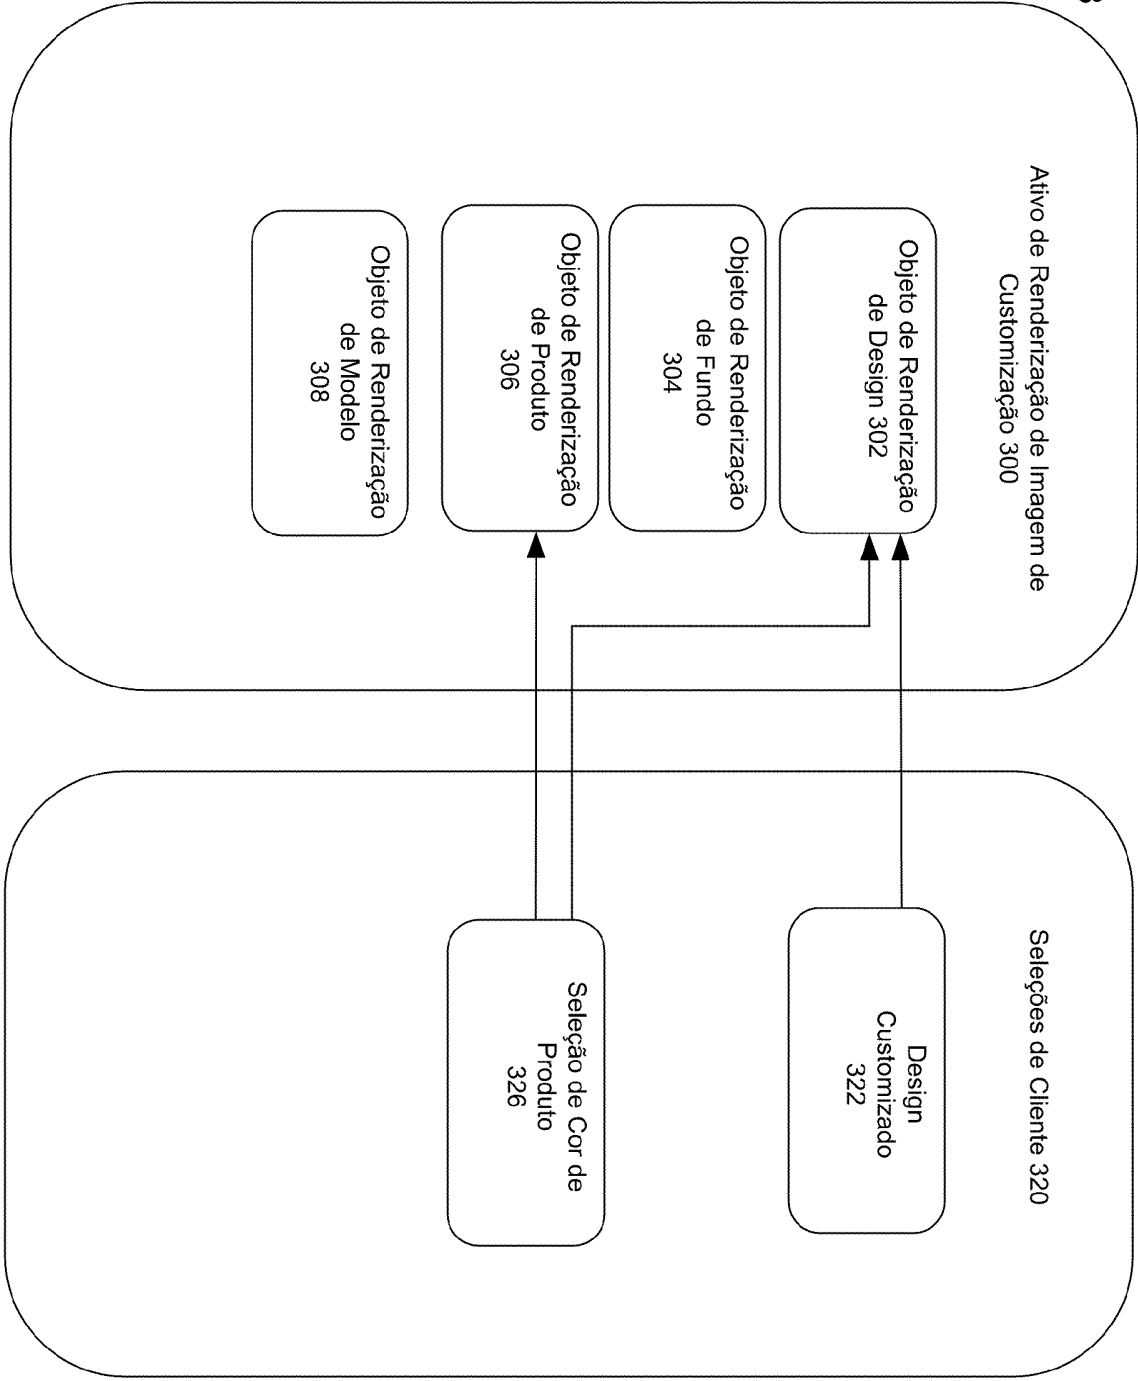 Ativo de Renderização de Imagem de
Customização 300
Objeto de Renderização
de Design 302
Objeto de Renderização
de Fundo
304
Objeto de Renderização
de Produto
306
Objeto de Renderização
de Modelo
308
Seleções de Cliente 320
Design
Customizado
322
Seleção de Cor de
Produto
326